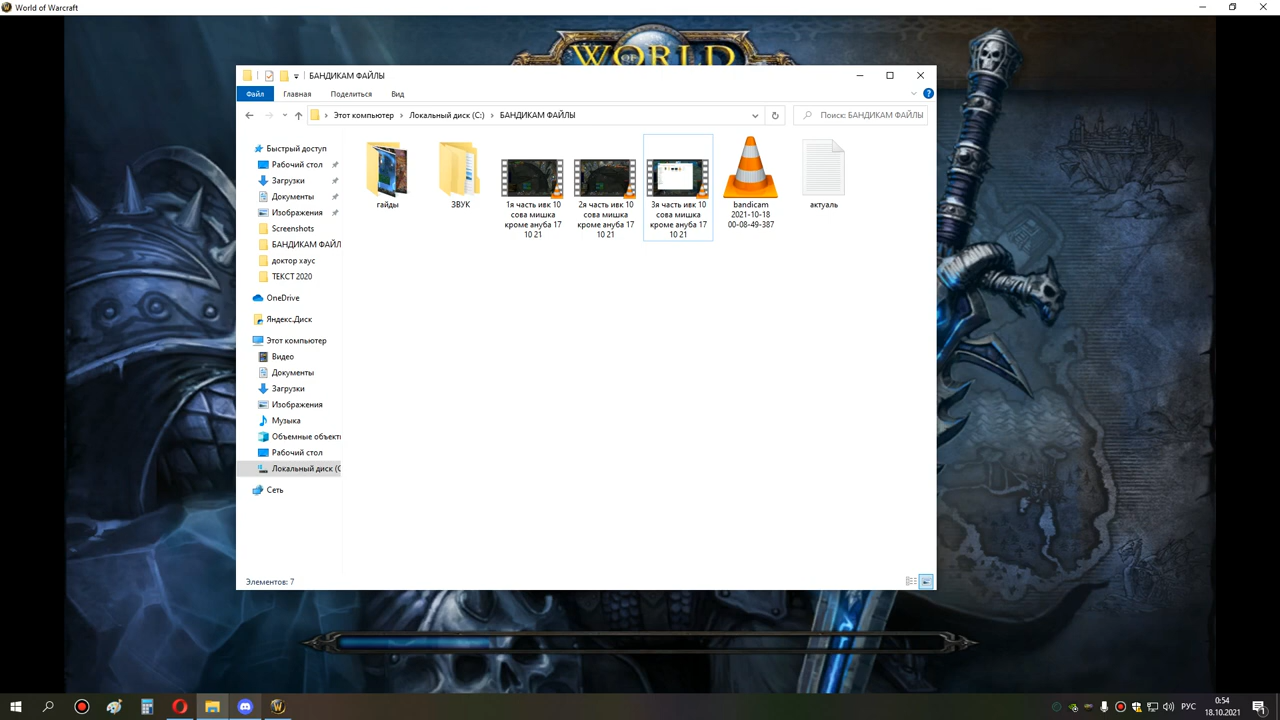 World of Warcraft
WORLD
OF
БАНДИКАМ ФАЙЛЫ
Файл
Главная
Поделиться
Вид
Этот компьютер
Локальный диск (C:)
БАНДИКАМ ФАЙЛЫ
Поиск: БАНДИКАМ ФАЙЛЫ
Быстрый доступ
Рабочий стол
Загрузки
Документы
Изображения
Screenshots
БАНДИКАМ ФАЙЛ
доктор хаус
ТЕКСТ 2020
OneDrive
Яндекс.Диск
Этот компьютер
Видео
Документы
Загрузки
Изображения
Музыка
Объемные объект
Рабочий стол
Локальный диск (C
Сеть
гайды
ЗВУК
1я часть ивк 10
сова мишка
кроме ануба 17
10 21
2я часть ивк 10
сова мишка
кроме ануба 17
10 21
3я часть ивк 10
сова мишка
кроме ануба 17
10 21
bandicam
2021-10-18
00-08-49-387
актуаль
Элементов: 7
РУС
0:54
18.10.2021
1